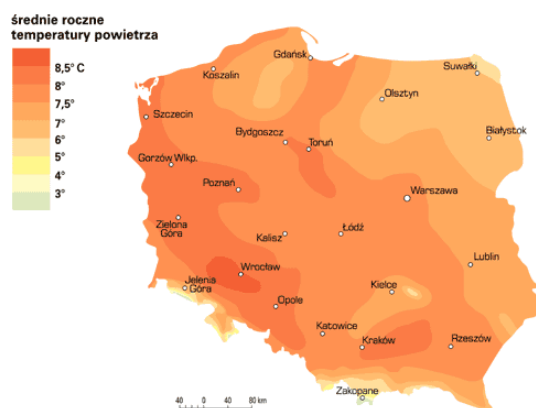 średnie roczne
temperatury powietrza
8,5° C
8°
7,5°
7°
6°
5°
4°
3°
Gdańsk
Koszalin
Suwałki
Olsztyn
Szczecin
Bydgoszcz
Toruń
Białystok
Gorzów Wlkp.
Poznań
Warszawa
Zielona
Góra
Kalisz
Łódź
Wrocław
Lublin
Jelenia
Góra
Kielce
Opole
Katowice
Kraków
Rzeszów
Zakopane
40 0 40 80 km